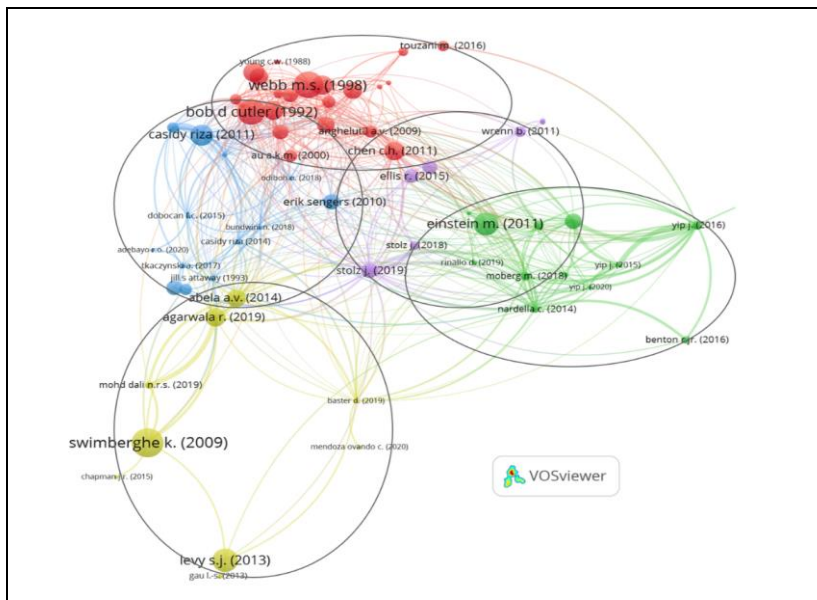 touzani m. (2016)
young c.w. (1988)
webb m.s. (1998)
bob d cutler (1992)
casidy riza (2011)
anghelută a.v. (2009)
wrenn b. (2011)
chen c.h. (2011)
au a.k.m. (2000)
ellis r. (2015)
odibon e. (2018)
erik sengers (2010)
dobocan f.c. (2015)
bundwini n. (2018)
einstein m. (2011)
yip j. (2016)
casidy riza (2014)
stolz j. (2018)
adebayo r.o. (2020)
rinallo d. (2019)
yip j. (2015)
tkaczynski a. (2017)
stolz j. (2019)
moberg m. (2018)
jill s attaway (1993)
yip j. (2020)
abela a.v. (2014)
nardella c. (2014)
agarwala r. (2019)
benton r. jr. (2016)
mohd dali n.r.s. (2019)
baster d. (2019)
swimberghe k. (2009)
mendoza ovando c. (2020)
chapman r. (2015)
VOSviewer
levy s.j. (2013)
gau l.-s. (2013)